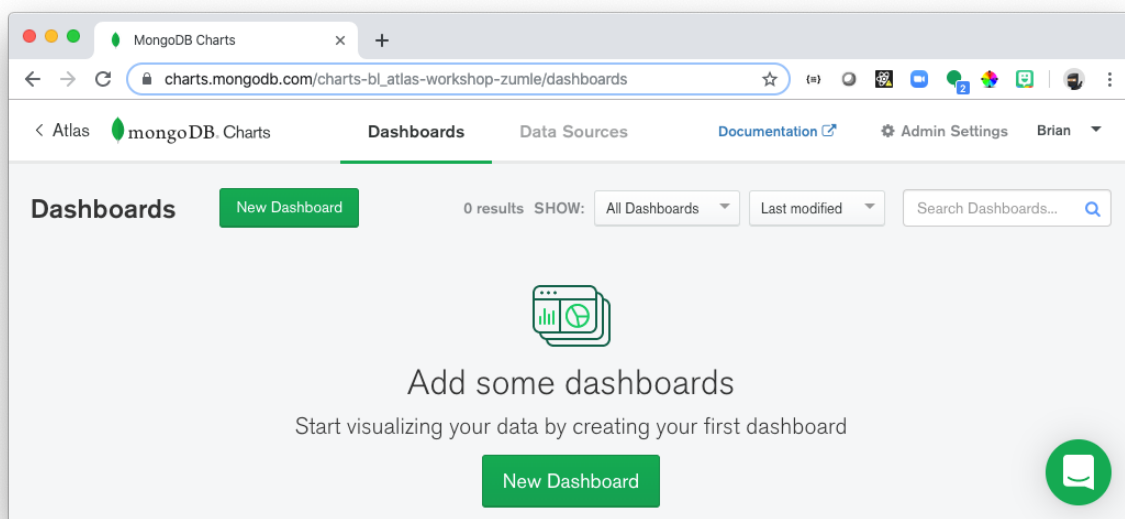 MongoDB Charts
charts.mongodb.com/charts-bl_atlas-workshop-zumle/dashboards
2
Atlas mongoDB. Charts Dashboards Data Sources Documentation Admin Settings Brian
Dashboards New Dashboard 0 results SHOW: All Dashboards Last modified Search Dashboards...
Add some dashboards
Start visualizing your data by creating your first dashboard
New Dashboard